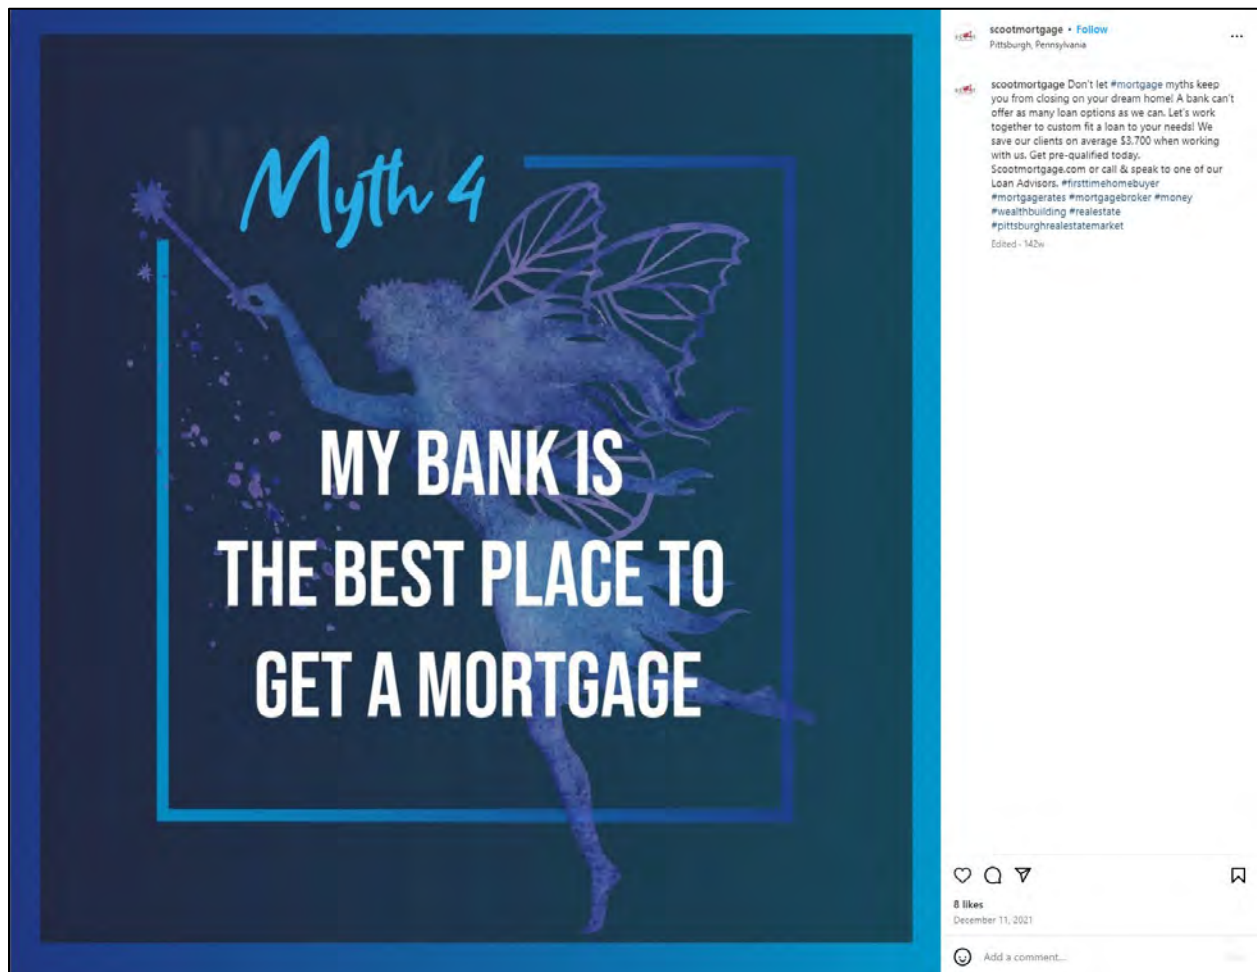 Myth 4
MY BANK IS
THE BEST PLACE TO
GET A MORTGAGE
scootmortgage • Follow
Pittsburgh, Pennsylvania
scootmortgage Don't let #mortgage myths keep
you from closing on your dream home! A bank can't
offer as many loan options as we can. Let's work
together to custom fit a loan to your needs! We
save our clients on average $3,700 when working
with us. Get pre-qualified today.
Scootmortgage.com or call & speak to one of our
Loan Advisors. #firsttimehomebuyer
#mortgagerates #mortgagebroker #money
#wealthbuilding #realestate
#pittsburghrealestatemarket
Edited · 142w
8 likes
December 11, 2021
Add a comment...